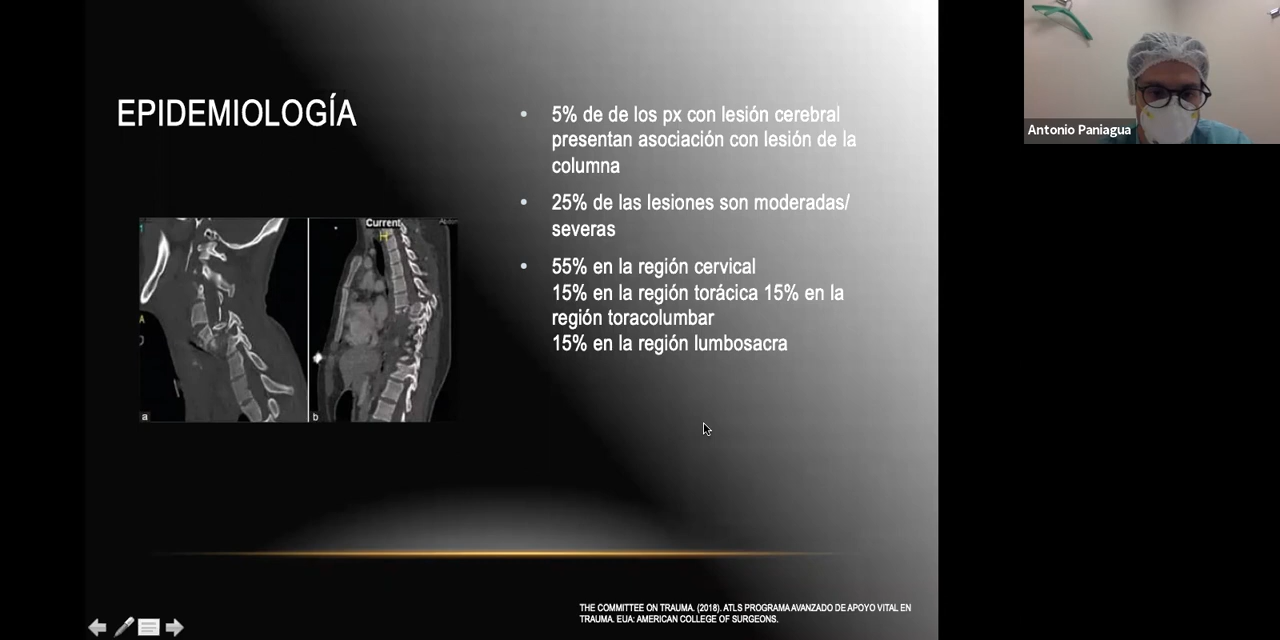 EPIDEMIOLOGÍA
• 5% de de los px con lesión cerebral
presentan asociación con lesión de la
columna
• 25% de las lesiones son moderadas/
severas
• 55% en la región cervical
15% en la región torácica 15% en la
región toracolumbar
15% en la región lumbosacra
Current
H
A
a
b
THE COMMITTEE ON TRAUMA. (2018). ATLS PROGRAMA AVANZADO DE APOYO VITAL EN
TRAUMA. EUA: AMERICAN COLLEGE OF SURGEONS.
Antonio Paniagua